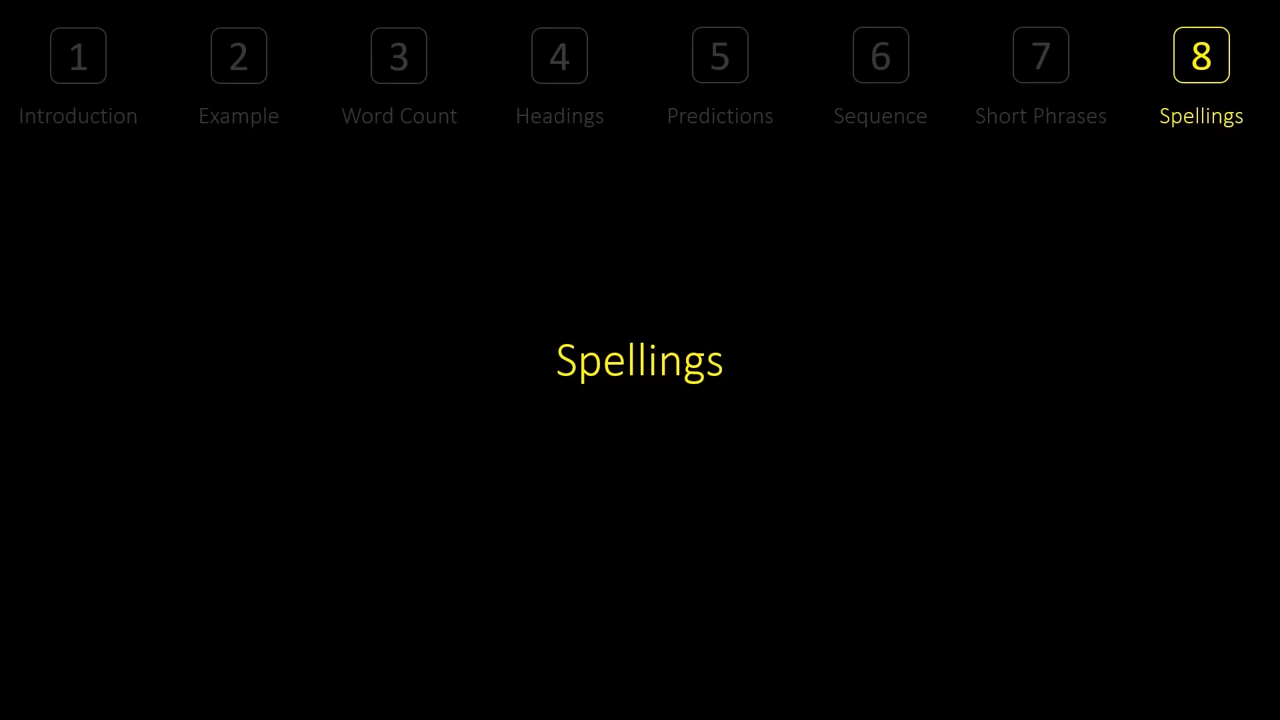 1 2 3 4 5 6 7 8
Introduction Example Word Count Headings Predictions Sequence Short Phrases Spellings
Spellings